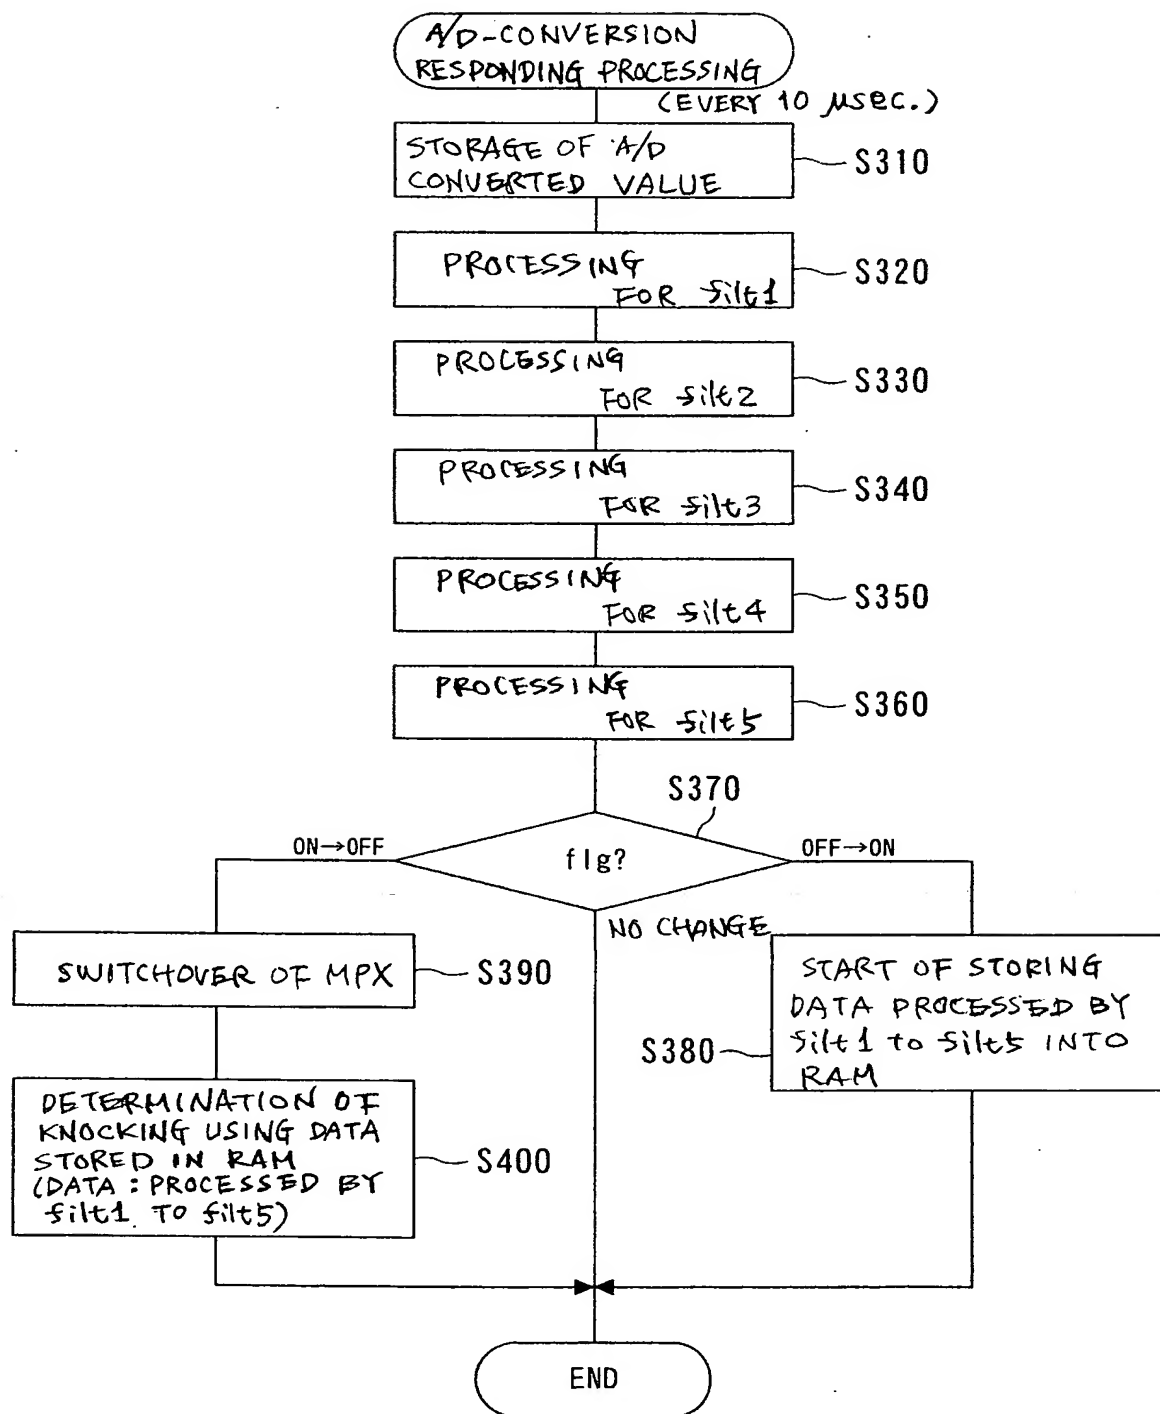 A/D-CONVERSION
RESPONDING PROCESSING
(EVERY 10 μsec.)
STORAGE OF A/D
CONVERTED VALUE
S310
PROCESSING
FOR filt1
S320
PROCESSING
FOR filt2
S330
PROCESSING
FOR filt3
S340
PROCESSING
FOR filt4
S350
PROCESSING
FOR filt5
S360
S370
ON→OFF
flg?
OFF→ON
NO CHANGE
SWITCHOVER OF MPX
S390
START OF STORING
DATA PROCESSED BY
filt1 to filt5 INTO
RAM
S380
DETERMINATION OF
KNOCKING USING DATA
STORED IN RAM
(DATA : PROCESSED BY
filt1 TO filt5)
S400
END